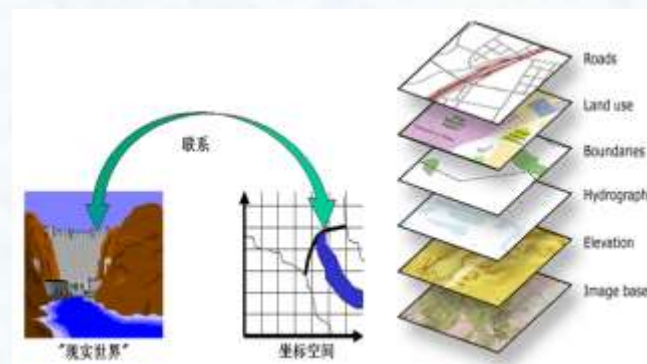 联系
"现实世界"
坐标空间
Roads
Land use
Boundaries
Hydrograph
Elevation
Image base